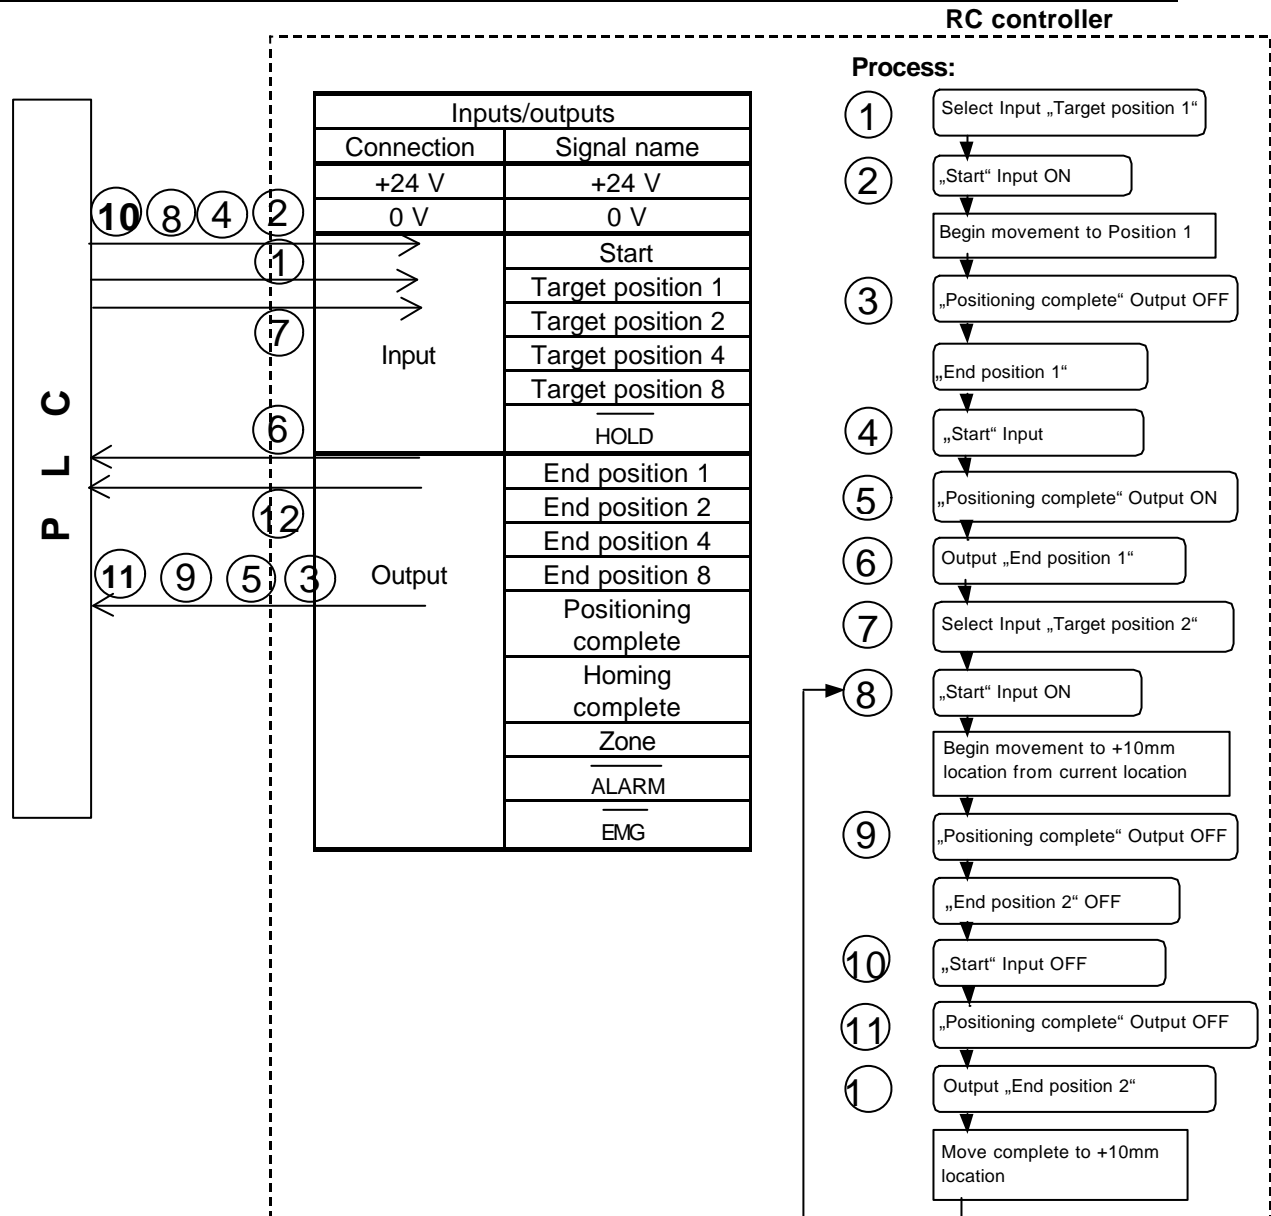 RC controller
Process:
PLC
10 8 4 2
1
7
6
12
11 9 5 3
Inputs/outputs
Connection Signal name
+24 V +24 V
0 V 0 V
Input
Start
Target position 1
Target position 2
Target position 4
Target position 8
HOLD
Output
End position 1
End position 2
End position 4
End position 8
Positioning
complete
Homing
complete
Zone
ALARM
EMG
1 Select Input „Target position 1“
2 „Start“ Input ON
Begin movement to Position 1
3 „Positioning complete“ Output OFF
„End position 1“
4 „Start“ Input
5 „Positioning complete“ Output ON
6 Output „End position 1“
7 Select Input „Target position 2“
8 „Start“ Input ON
Begin movement to +10mm
location from current location
9 „Positioning complete“ Output OFF
„End position 2“ OFF
10 „Start“ Input OFF
11 „Positioning complete“ Output OFF
1 Output „End position 2“
Move complete to +10mm
location